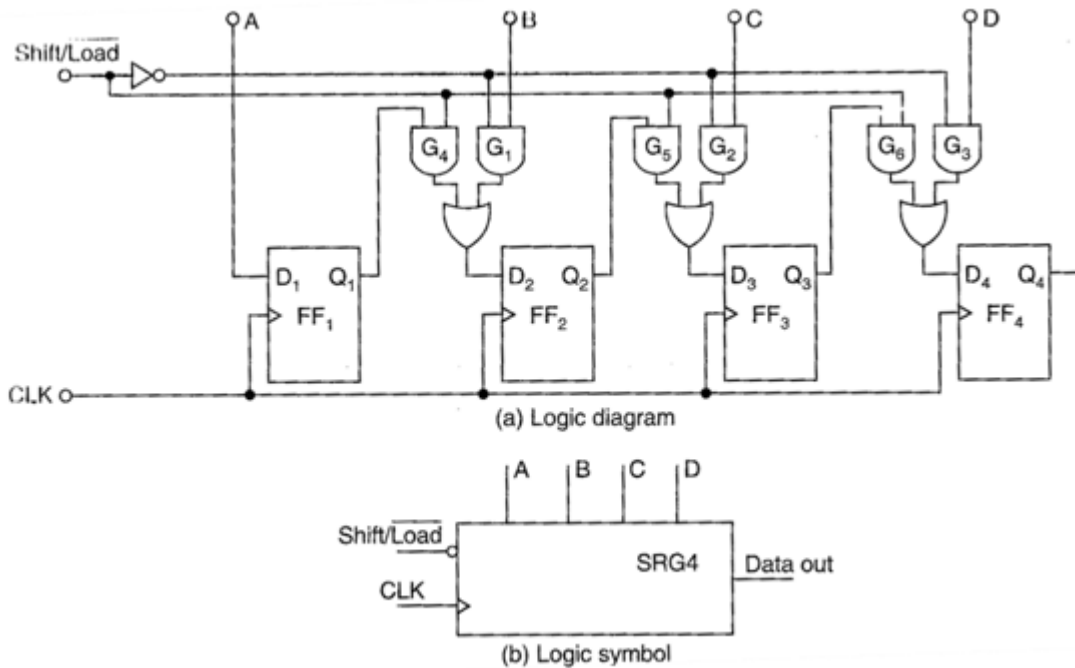 A B C D
Shift/Load
G4 G1 G5 G2 G6 G3
D1 Q1 D2 Q2 D3 Q3 D4 Q4
FF1 FF2 FF3 FF4
CLK
(a) Logic diagram
A B C D
Shift/Load
SRG4 Data out
CLK
(b) Logic symbol